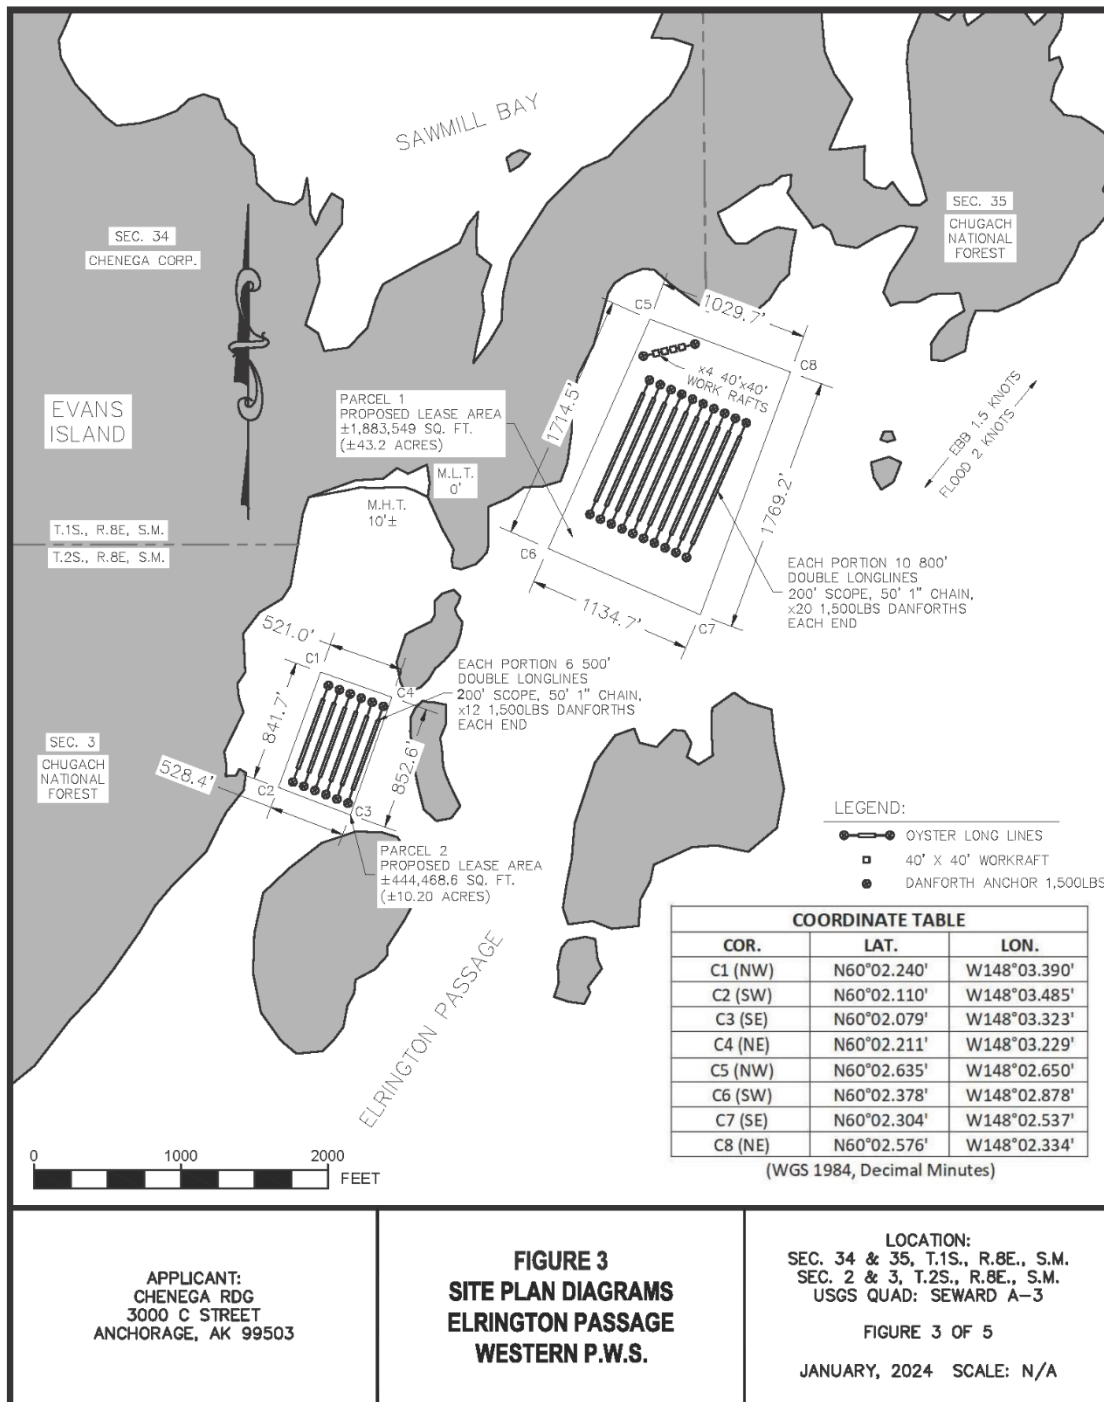 SAWMILL BAY
SEC. 34
CHENEGA CORP.
SEC. 35
CHUGACH
NATIONAL
FOREST
EVANS
ISLAND
C5
1029.7'
C8
x4 40'x40'
WORK RAFTS
1714.5'
1769.2'
EBB 1.5 KNOTS
FLOOD 2 KNOTS
PARCEL 1
PROPOSED LEASE AREA
±1,883,549 SQ. FT.
(±43.2 ACRES)
M.L.T.
0'
M.H.T.
10'±
T.1S., R.8E, S.M.
T.2S., R.8E, S.M.
C6
1134.7'
C7
EACH PORTION 10 800'
DOUBLE LONGLINES
200' SCOPE, 50' 1" CHAIN,
x20 1,500LBS DANFORTHS
EACH END
521.0'
C1
C4
EACH PORTION 6 500'
DOUBLE LONGLINES
200' SCOPE, 50' 1" CHAIN,
x12 1,500LBS DANFORTHS
EACH END
841.7'
852.6'
528.4'
C2
C3
SEC. 3
CHUGACH
NATIONAL
FOREST
PARCEL 2
PROPOSED LEASE AREA
±444,468.6 SQ. FT.
(±10.20 ACRES)
ELRINGTON PASSAGE
LEGEND:
OYSTER LONG LINES
40' X 40' WORKRAFT
DANFORTH ANCHOR 1,500LBS
COORDINATE TABLE
COR. LAT. LON.
C1 (NW) N60°02.240' W148°03.390'
C2 (SW) N60°02.110' W148°03.485'
C3 (SE) N60°02.079' W148°03.323'
C4 (NE) N60°02.211' W148°03.229'
C5 (NW) N60°02.635' W148°02.650'
C6 (SW) N60°02.378' W148°02.878'
C7 (SE) N60°02.304' W148°02.537'
C8 (NE) N60°02.576' W148°02.334'
(WGS 1984, Decimal Minutes)
0 1000 2000
FEET
APPLICANT:
CHENEGA RDG
3000 C STREET
ANCHORAGE, AK 99503
FIGURE 3
SITE PLAN DIAGRAMS
ELRINGTON PASSAGE
WESTERN P.W.S.
LOCATION:
SEC. 34 & 35, T.1S., R.8E., S.M.
SEC. 2 & 3, T.2S., R.8E., S.M.
USGS QUAD: SEWARD A-3
FIGURE 3 OF 5
JANUARY, 2024 SCALE: N/A